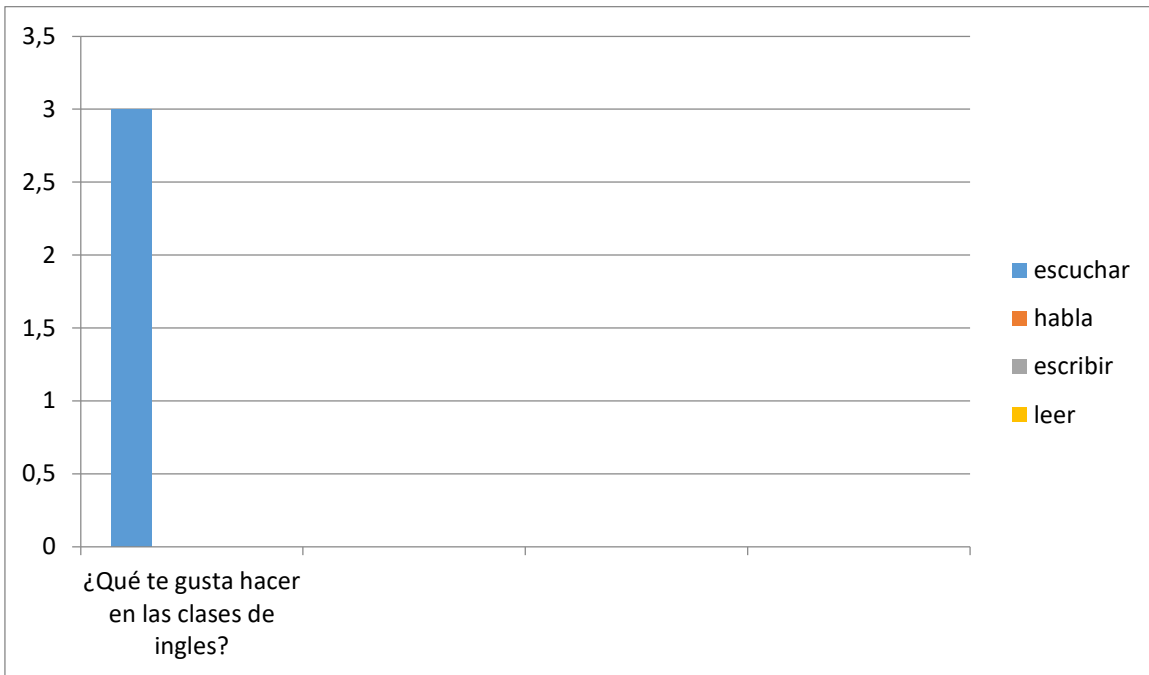 3,5
3
2,5
2
1,5
1
0,5
0
¿Qué te gusta hacer
en las clases de
ingles?
escuchar
habla
escribir
leer